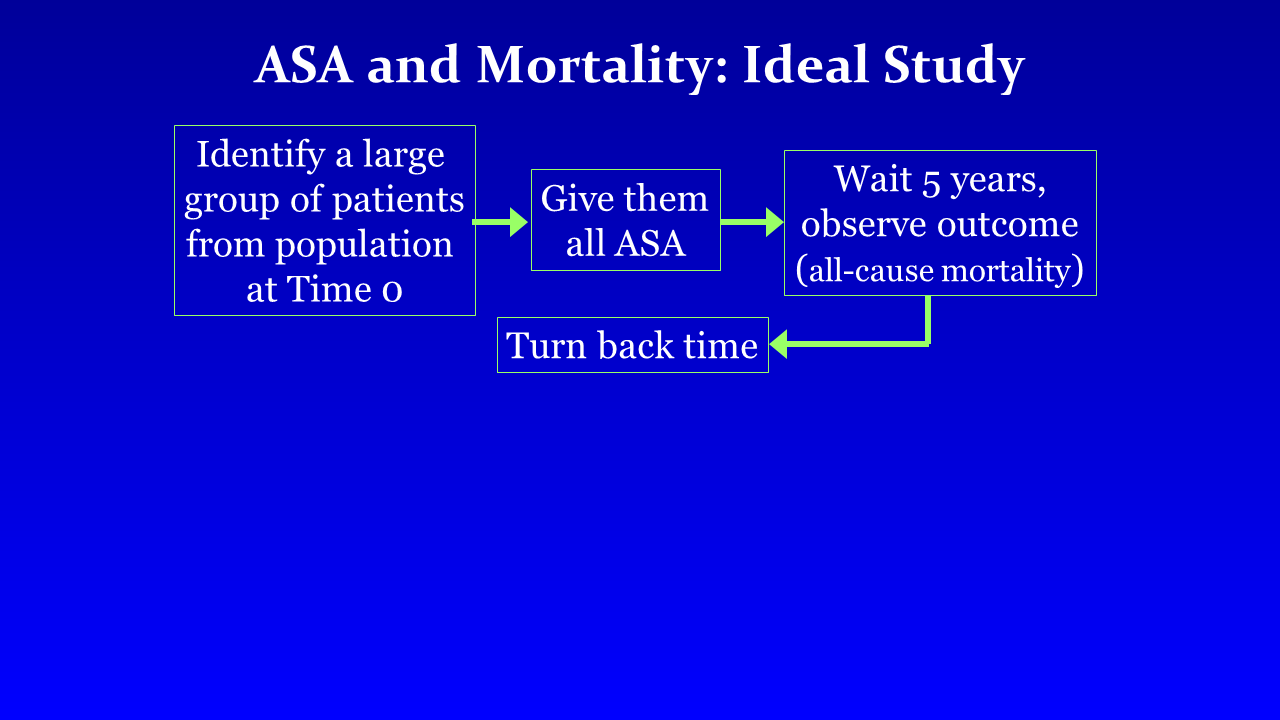 ASA and Mortality: Ideal Study
Identify a large
group of patients
from population
at Time 0
Give them
all ASA
Wait 5 years,
observe outcome
(all-cause mortality)
Turn back time